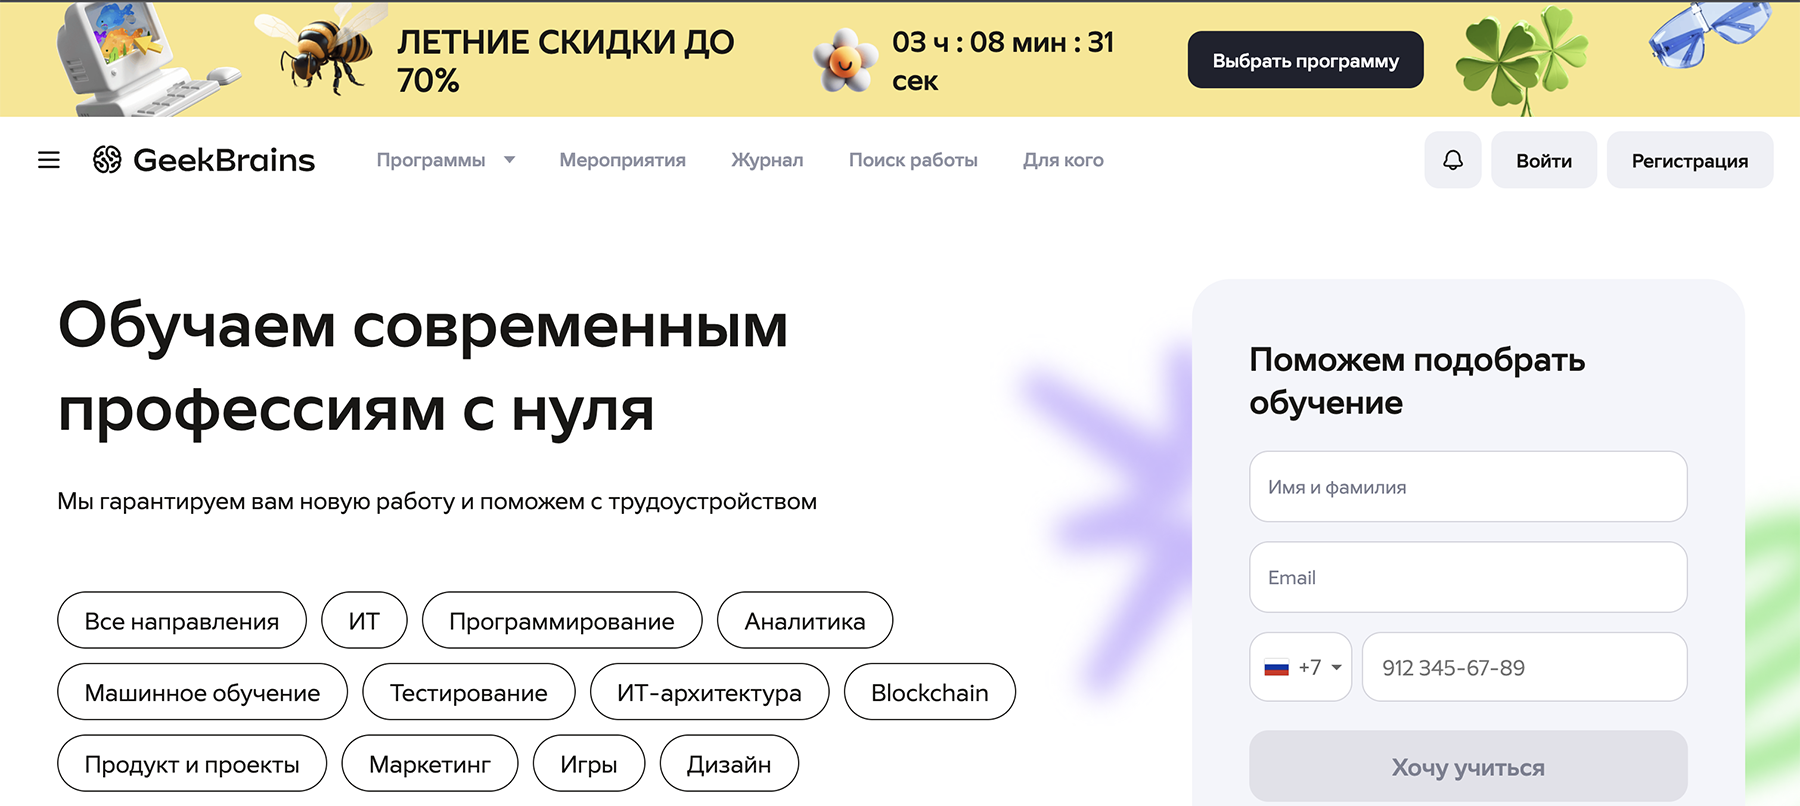 ЛЕТНИЕ СКИДКИ ДО
70%
03 ч : 08 мин : 31
сек
Выбрать программу
GeekBrains
Программы
Мероприятия
Журнал
Поиск работы
Для кого
Войти
Регистрация
Обучаем современным
профессиям с нуля
Мы гарантируем вам новую работу и поможем с трудоустройством
Все направления
ИТ
Программирование
Аналитика
Машинное обучение
Тестирование
ИТ-архитектура
Blockchain
Продукт и проекты
Маркетинг
Игры
Дизайн
Поможем подобрать
обучение
Имя и фамилия
Email
+7
912 345-67-89
Хочу учиться